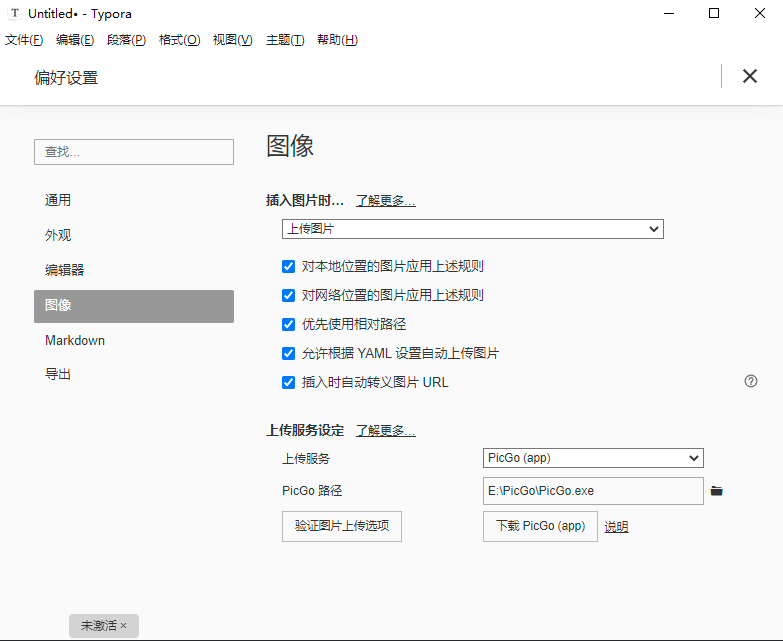 T Untitled• - Typora
文件(F) 编辑(E) 段落(P) 格式(O) 视图(V) 主题(T) 帮助(H)
偏好设置
查找...
图像
通用
插入图片时... 了解更多...
上传图片
外观
对本地位置的图片应用上述规则
编辑器
对网络位置的图片应用上述规则
图像
优先使用相对路径
Markdown
允许根据 YAML 设置自动上传图片
导出
插入时自动转义图片 URL
上传服务设定 了解更多...
上传服务 PicGo (app)
PicGo 路径 E:\PicGo\PicGo.exe
验证图片上传选项 下载 PicGo (app) 说明
未激活 ×